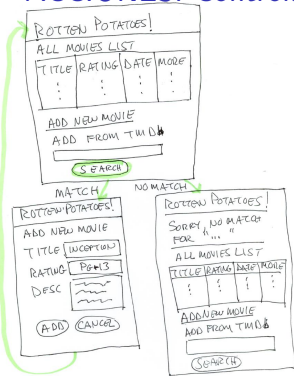 ROTTEN POTATOES!
ALL MOVIES LIST
TITLE RATING DATE MORE
ADD NEW MOVIE
ADD FROM TMDb
SEARCH
MATCH
NO MATCH
ROTTEN POTATOES!
ADD NEW MOVIE
TITLE INCEPTION
RATING PG-13
DESC
ADD CANCEL
ROTTEN POTATOES!
SORRY, NO MATCH
FOR "..."
ALL MOVIES LIST
TITLE RATING DATE MORE
ADD NEW MOVIE
ADD FROM TMDb
SEARCH